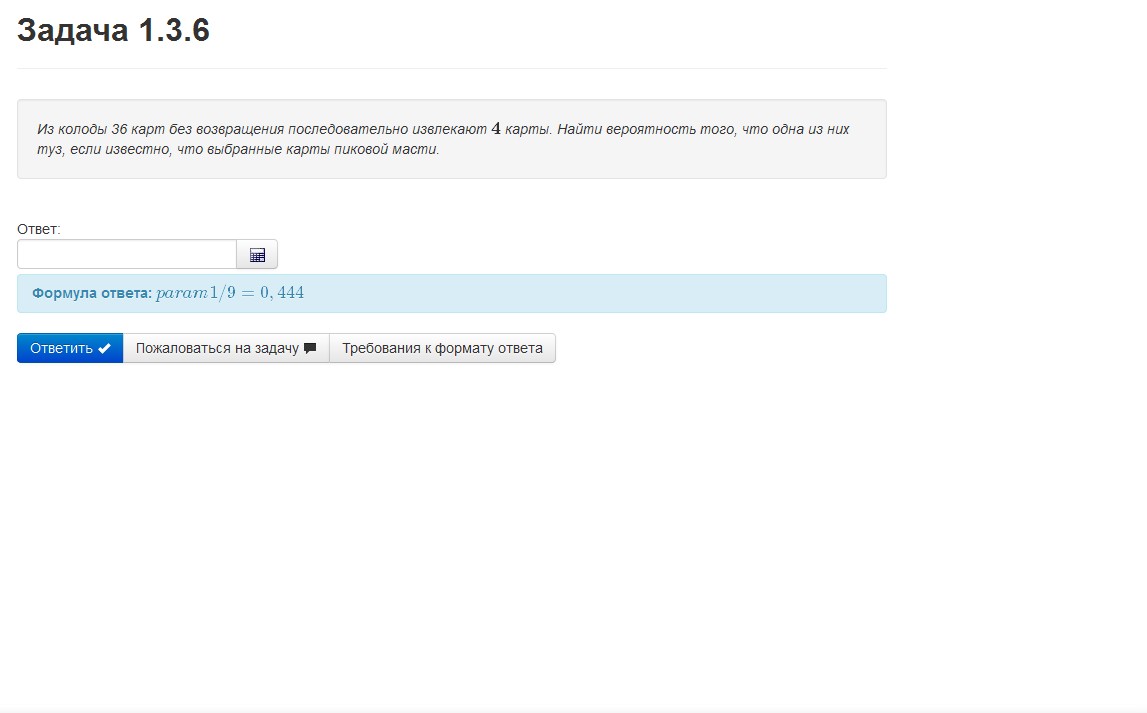 Задача 1.3.6
Из колоды 36 карт без возвращения последовательно извлекают 4 карты. Найти вероятность того, что одна из них
туз, если известно, что выбранные карты пиковой масти.
Ответ:
Формула ответа: param1/9 = 0, 444
Ответить
Пожаловаться на задачу
Требования к формату ответа